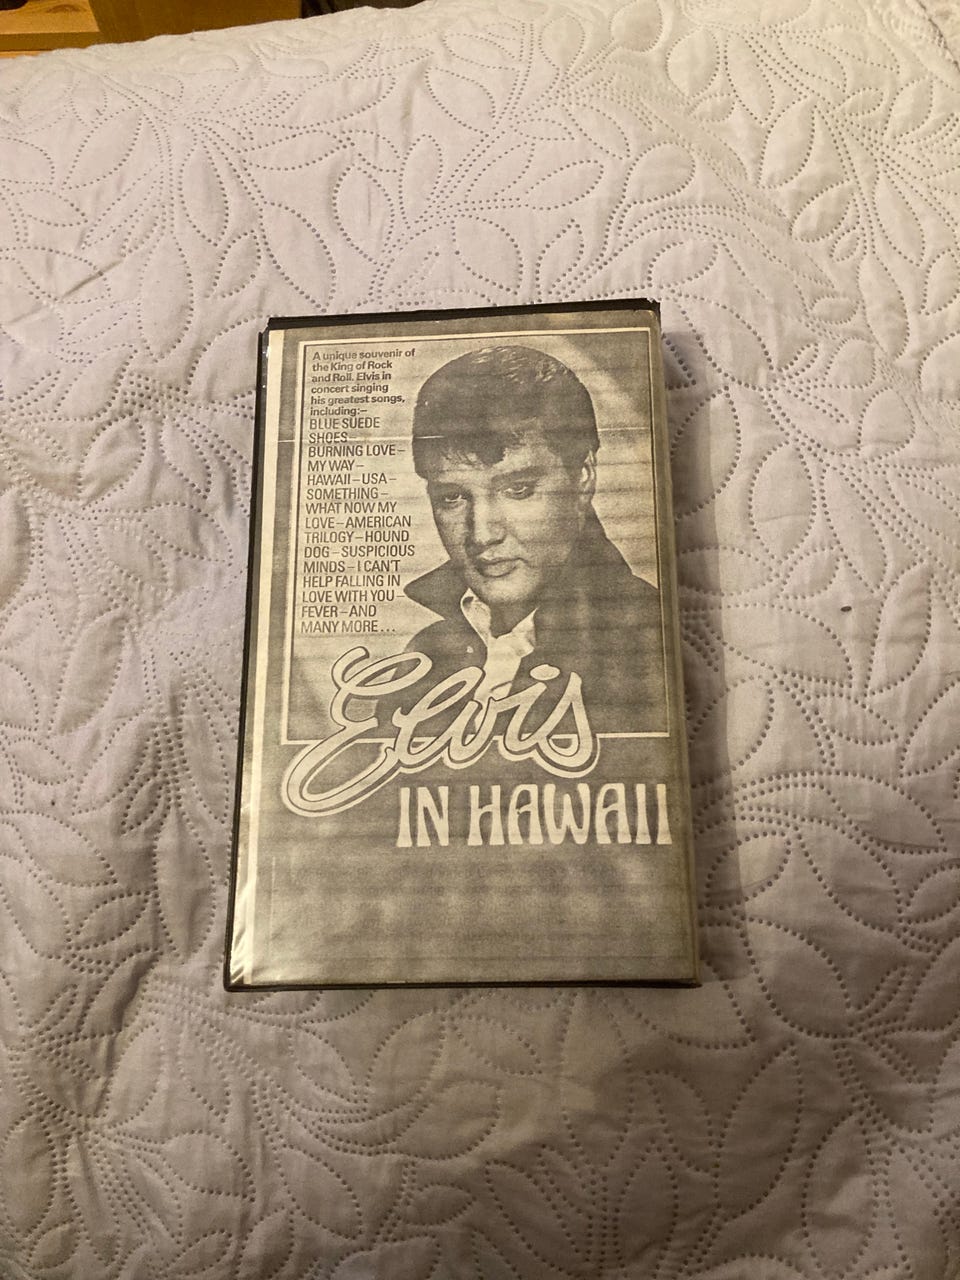 A unique souvenir of
the King of Rock
and Roll. Elvis in
concert singing
his greatest songs,
including:–
BLUE SUEDE
SHOES–
BURNING LOVE–
MY WAY–
HAWAII–USA–
SOMETHING–
WHAT NOW MY
LOVE–AMERICAN
TRILOGY–HOUND
DOG–SUSPICIOUS
MINDS–I CAN'T
HELP FALLING IN
LOVE WITH YOU–
FEVER–AND
MANY MORE...
Elvis
IN HAWAII